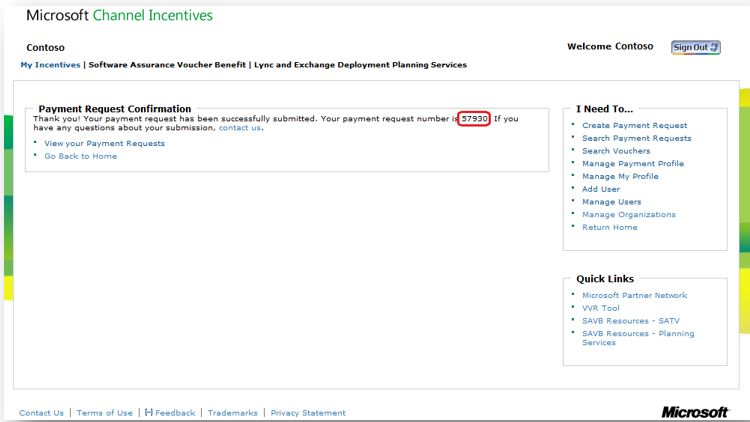 Microsoft Channel Incentives
Contoso
Welcome Contoso
Sign Out
My Incentives | Software Assurance Voucher Benefit | Lync and Exchange Deployment Planning Services
Payment Request Confirmation
Thank you! Your payment request has been successfully submitted. Your payment request number is 57930. If you
have any questions about your submission, contact us.
View your Payment Requests
Go Back to Home
I Need To...
Create Payment Request
Search Payment Requests
Search Vouchers
Manage Payment Profile
Manage My Profile
Add User
Manage Users
Manage Organizations
Return Home
Quick Links
Microsoft Partner Network
VVR Tool
SAVB Resources - SATV
SAVB Resources - Planning
Services
Contact Us | Terms of Use | [-] Feedback | Trademarks | Privacy Statement
Microsoft